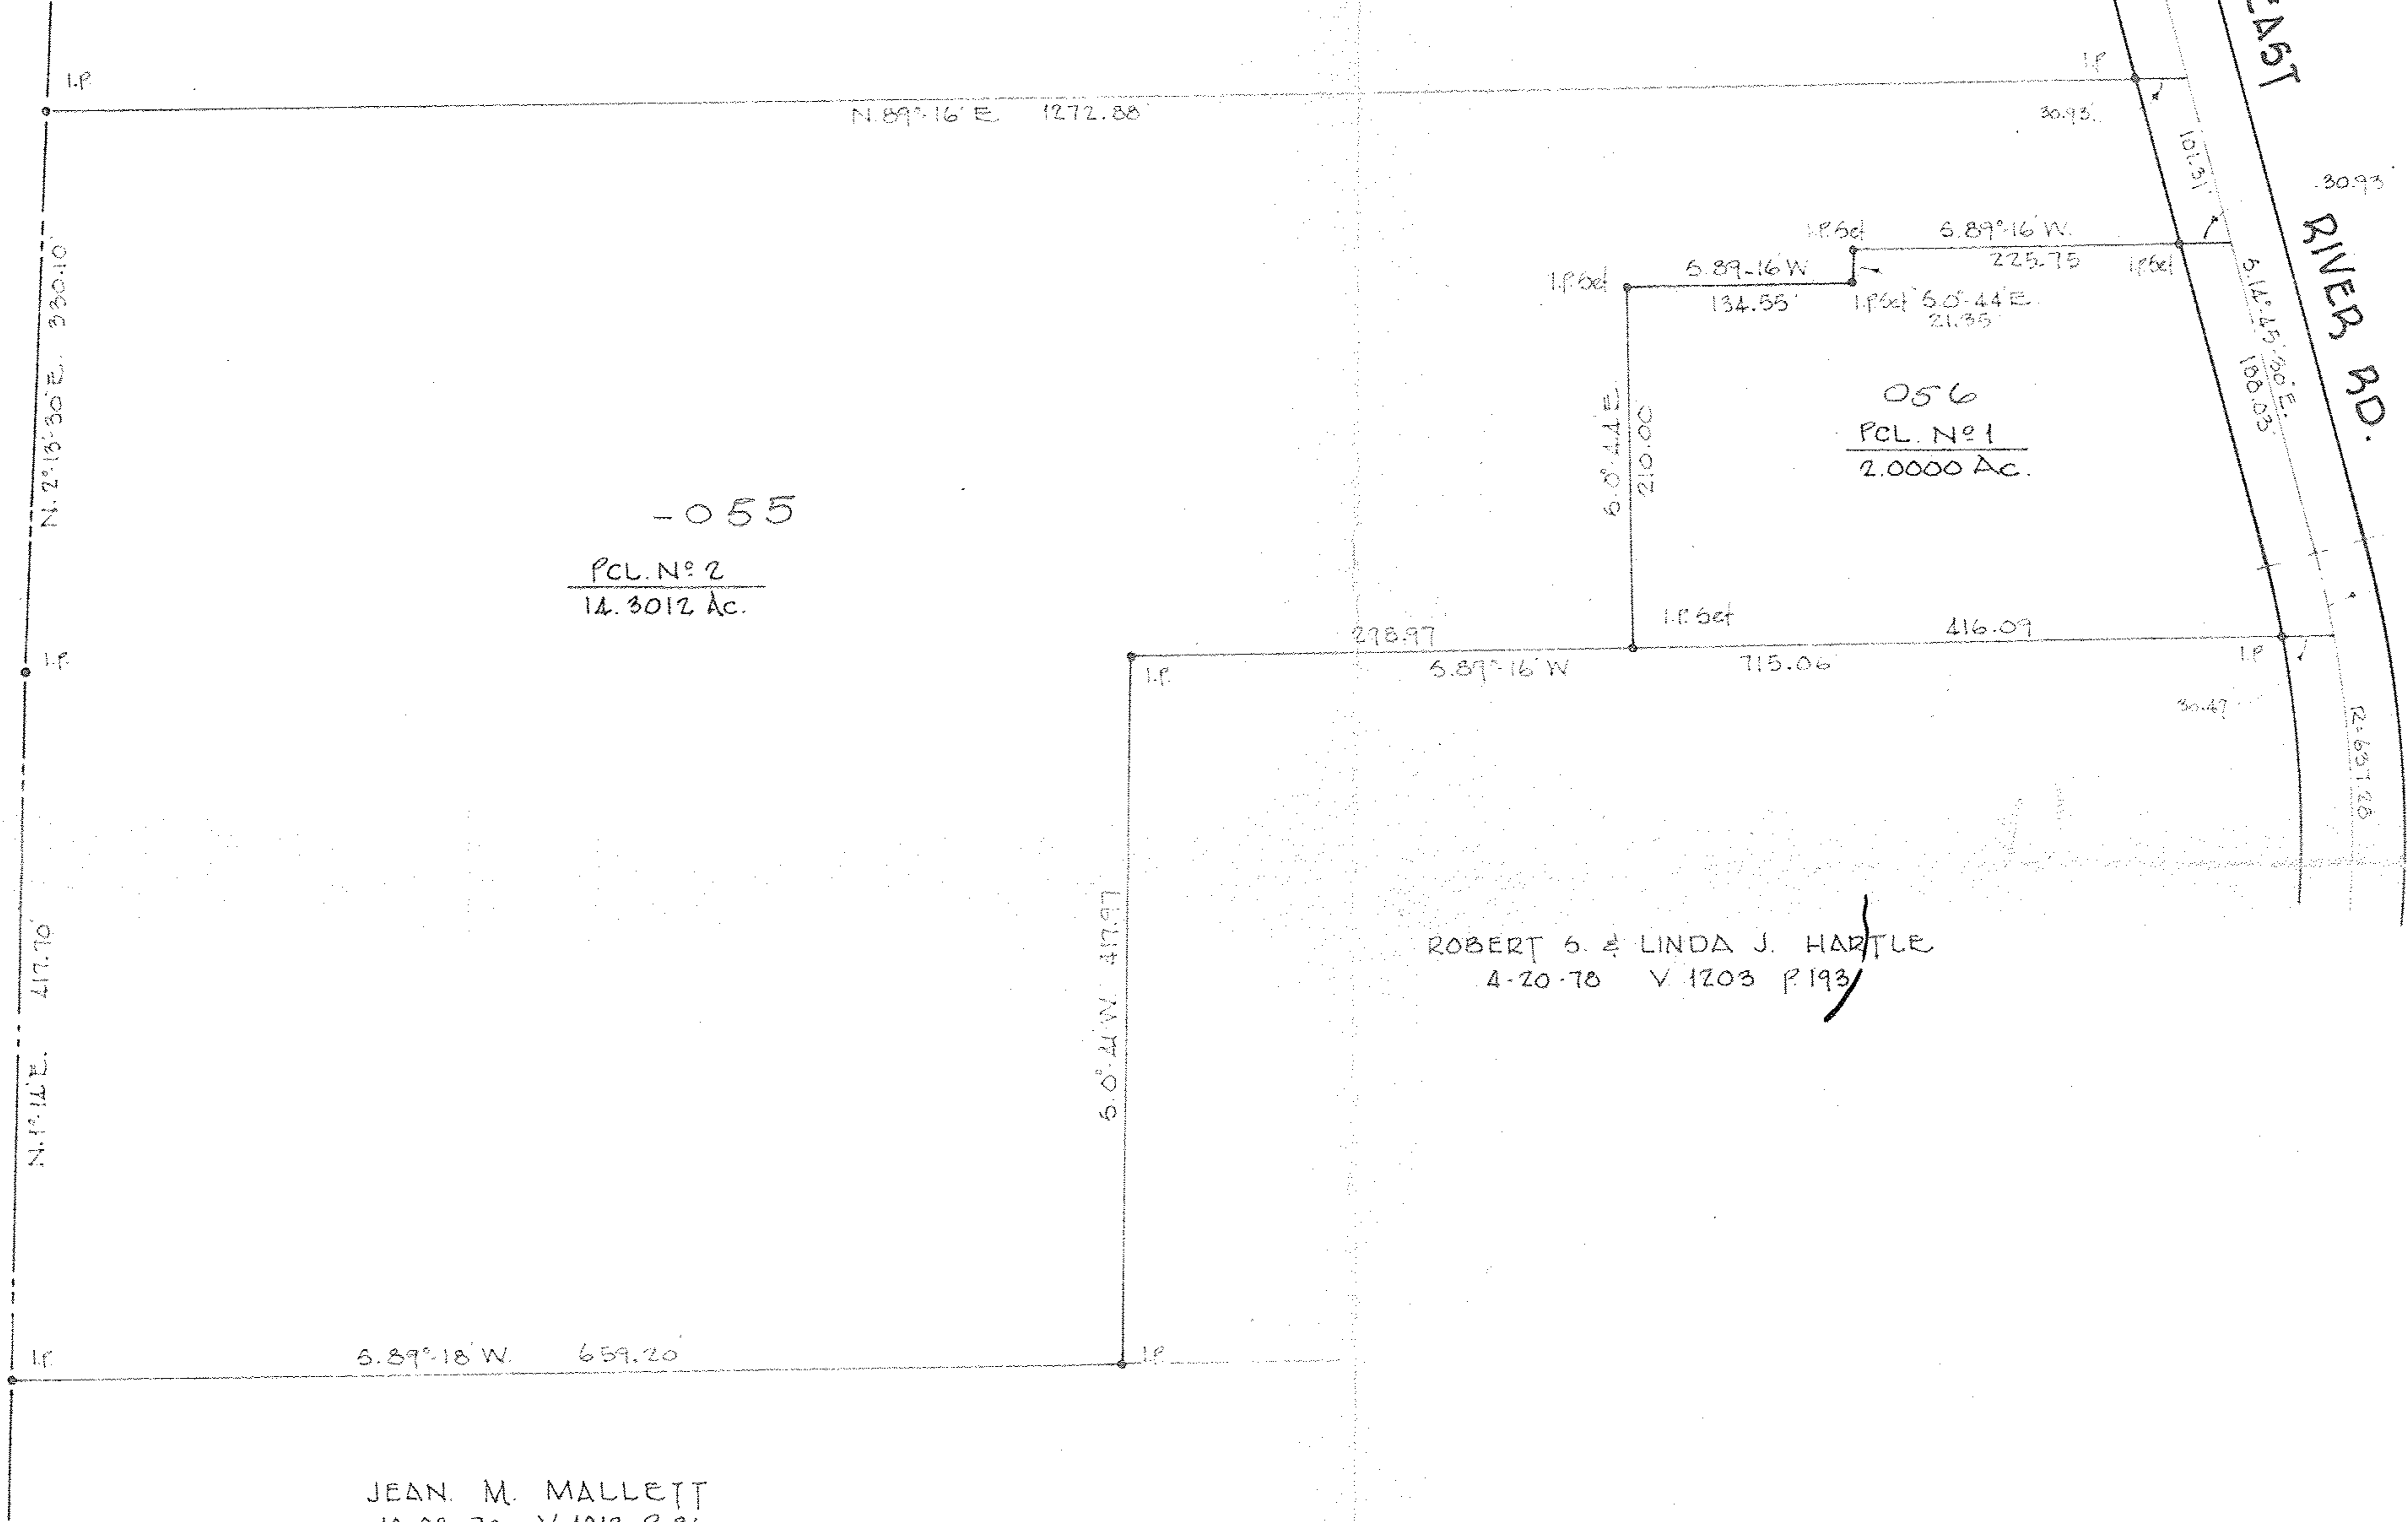 EAST
RIVER RD.
I.P.
I.P.
N. 89°-16' E 1272.88'
30.93'
101.31'
30.93'
I.P. Set
S. 89°-16' W.
225.75
I.P. Set
I.P. Set
S. 89-16' W
134.55'
I.P. Set S.0°-44' E.
21.35'
S. 14°-45'-30" E.
188.03'
N. 2°-13'-30" E. 330.10'
S.0°-44' E.
210.00
056
PCL. Nº 1
2.0000 Ac.
-055
PCL. Nº 2
14.3012 Ac.
I.P. Set
298.97'
416.09
I.P.
I.P.
S. 89°-16' W
715.06'
I.P.
30.47
R=637.28
N. 1°-14' E. 417.70'
S.0°-41' W. 417.97
ROBERT S. & LINDA J. HARTLE
4-20-78 V. 1203 P. 193
I.P.
S. 89°-18' W. 659.20'
I.P.
JEAN. M. MALLETT